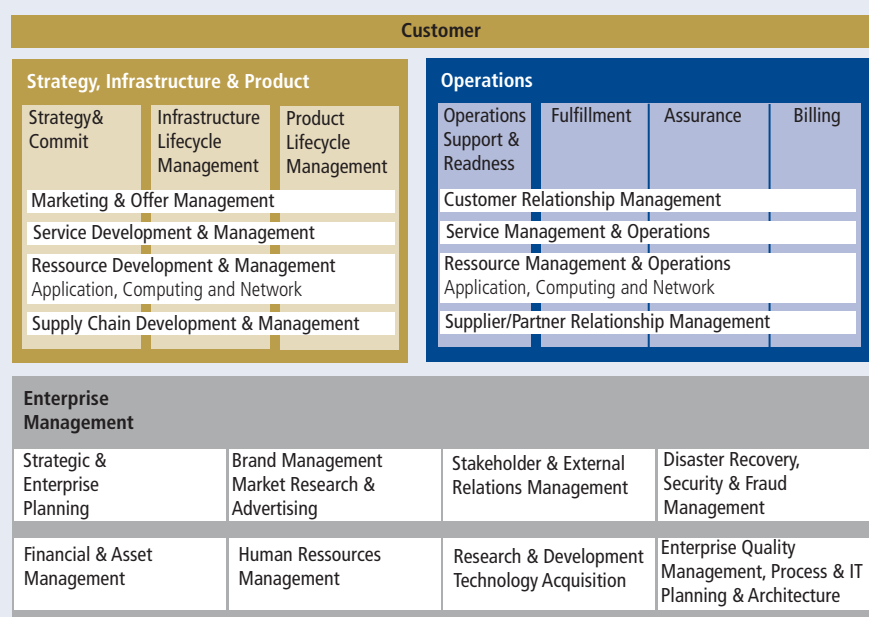 Customer
Strategy, Infrastructure & Product
Strategy&
Commit
Infrastructure
Lifecycle
Management
Product
Lifecycle
Management
Marketing & Offer Management
Service Development & Management
Ressource Development & Management
Application, Computing and Network
Supply Chain Development & Management
Operations
Operations
Support &
Readness
Fulfillment
Assurance
Billing
Customer Relationship Management
Service Management & Operations
Ressource Management & Operations
Application, Computing and Network
Supplier/Partner Relationship Management
Enterprise
Management
Strategic &
Enterprise
Planning
Brand Management
Market Research &
Advertising
Stakeholder & External
Relations Management
Disaster Recovery,
Security & Fraud
Management
Financial & Asset
Management
Human Ressources
Management
Research & Development
Technology Acquisition
Enterprise Quality
Management, Process & IT
Planning & Architecture